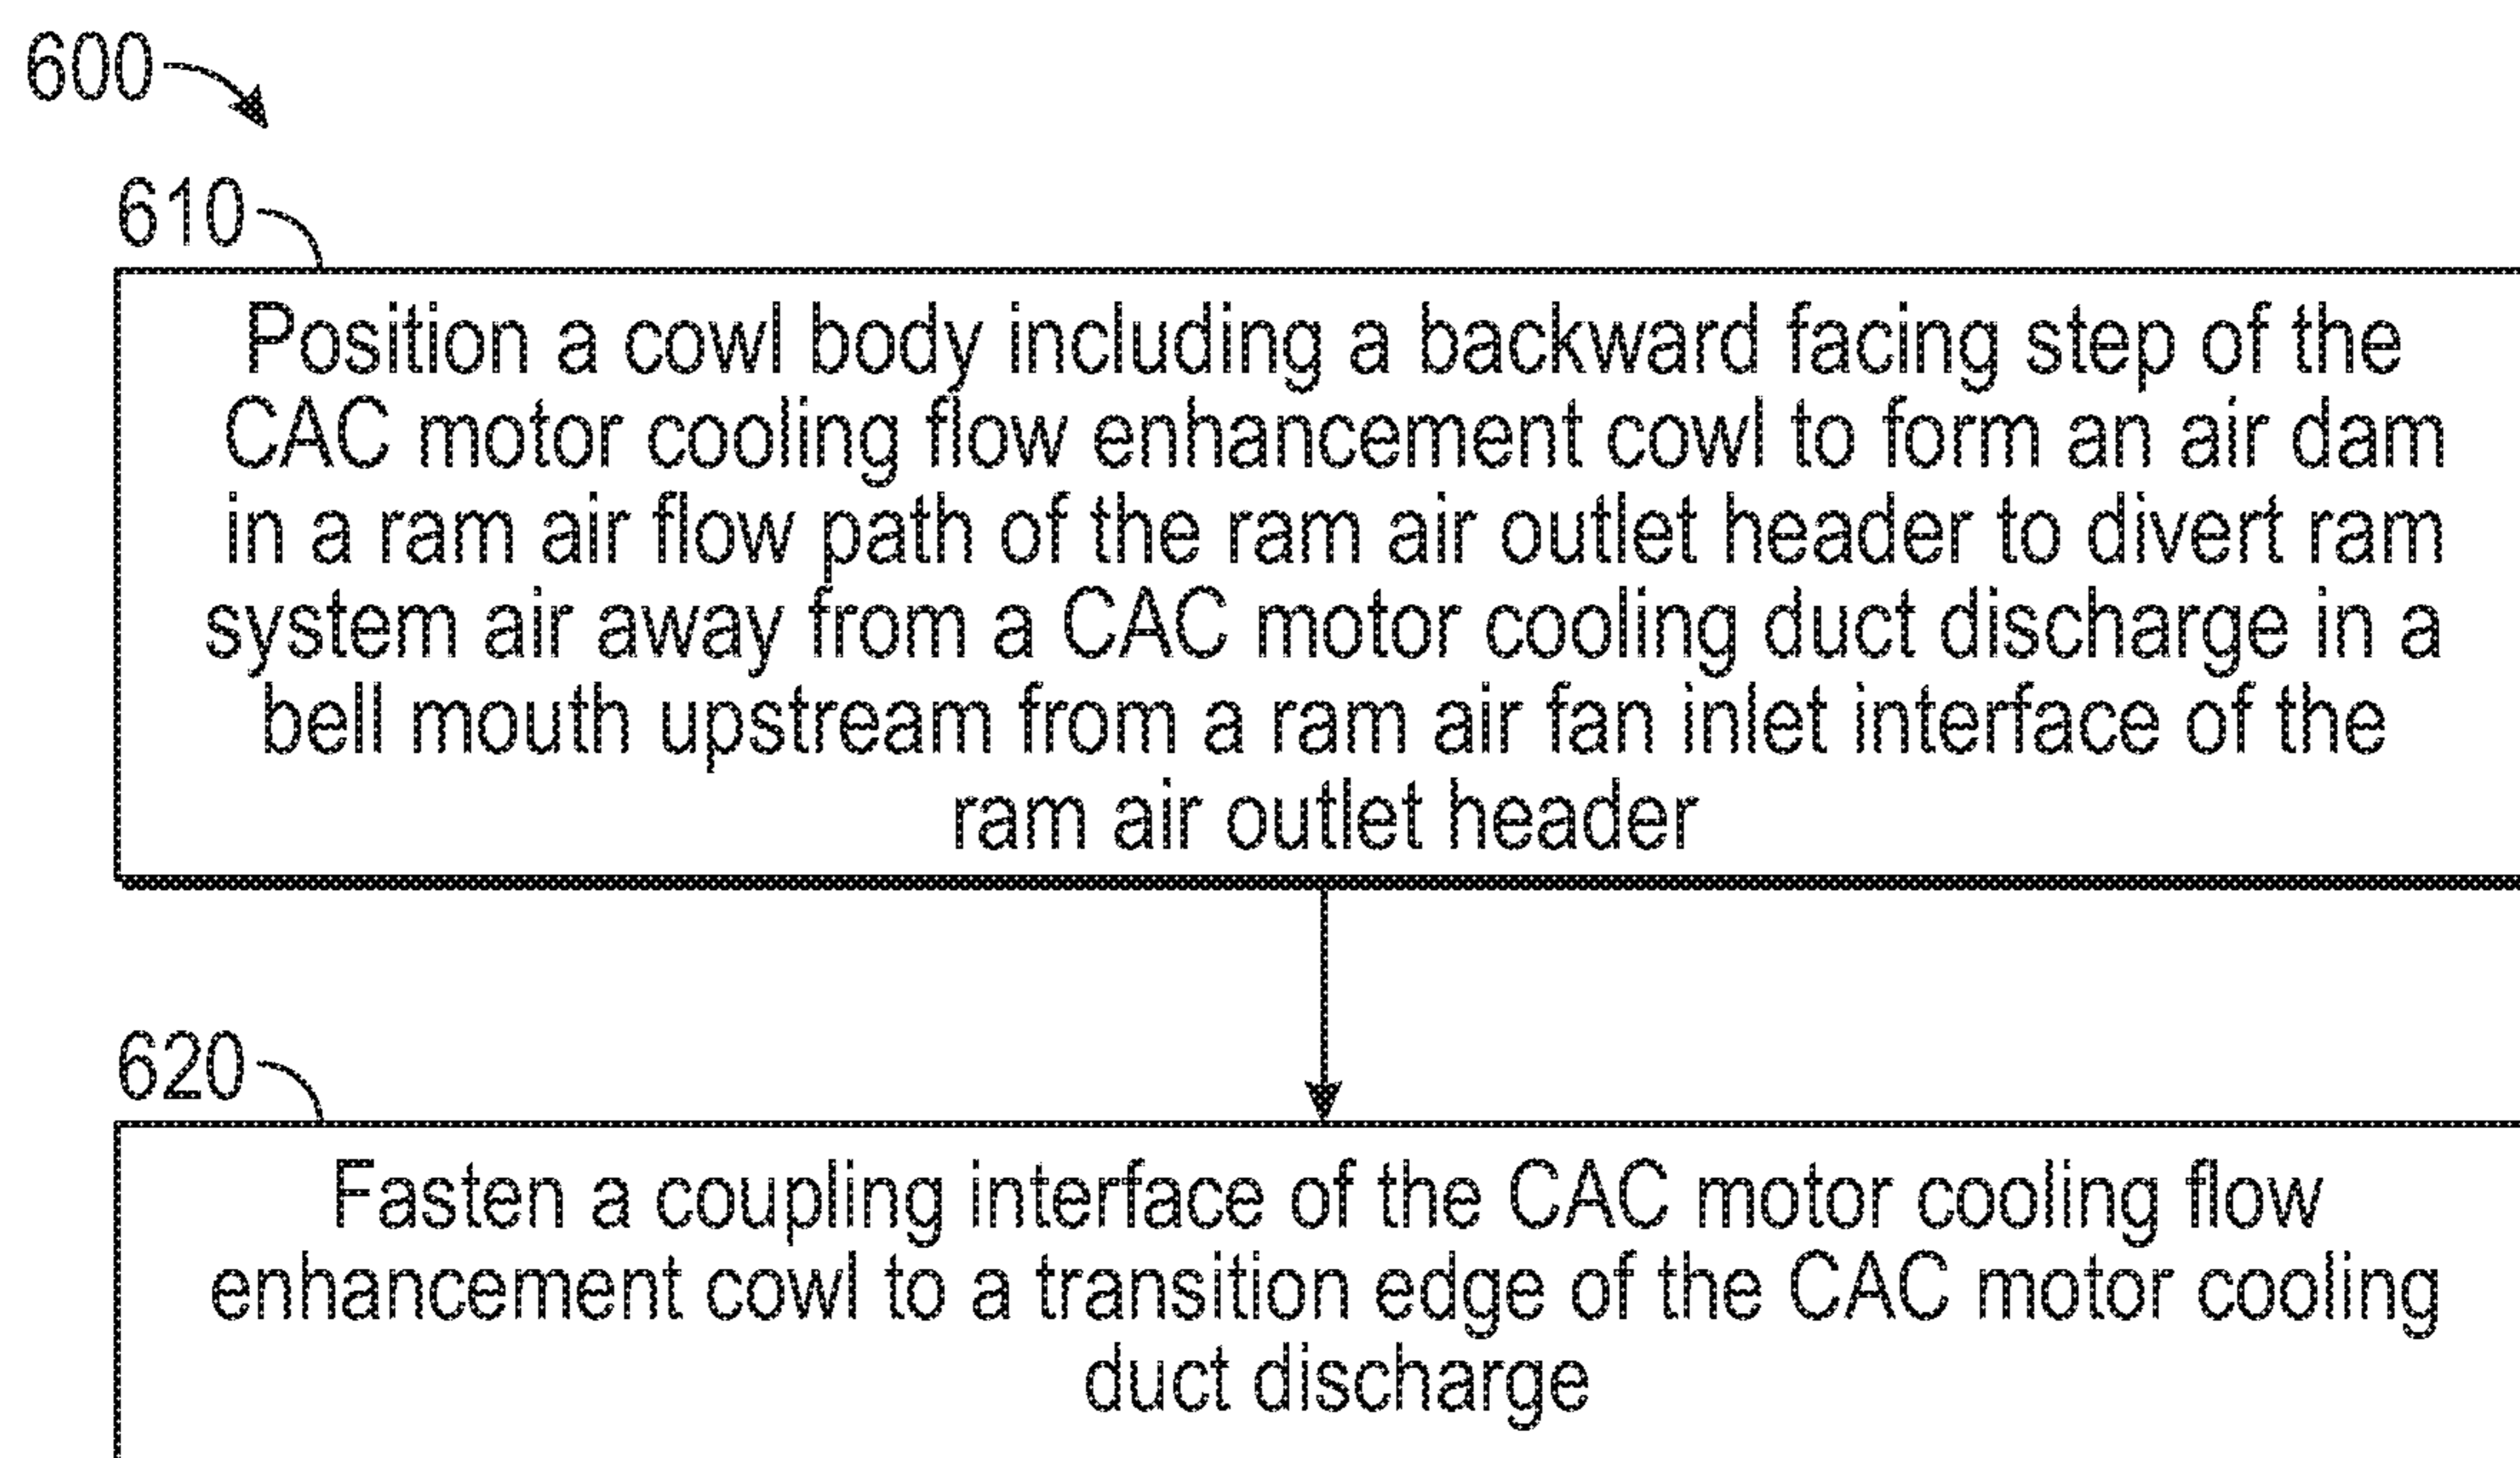 600
610
Position a cowl body including a backward facing step of the
CAC motor cooling flow enhancement cowl to form an air dam
in a ram air flow path of the ram air outlet header to divert ram
system air away from a CAC motor cooling duct discharge in a
bell mouth upstream from a ram air fan inlet interface of the
ram air outlet header
620
Fasten a coupling interface of the CAC motor cooling flow
enhancement cowl to a transition edge of the CAC motor cooling
duct discharge